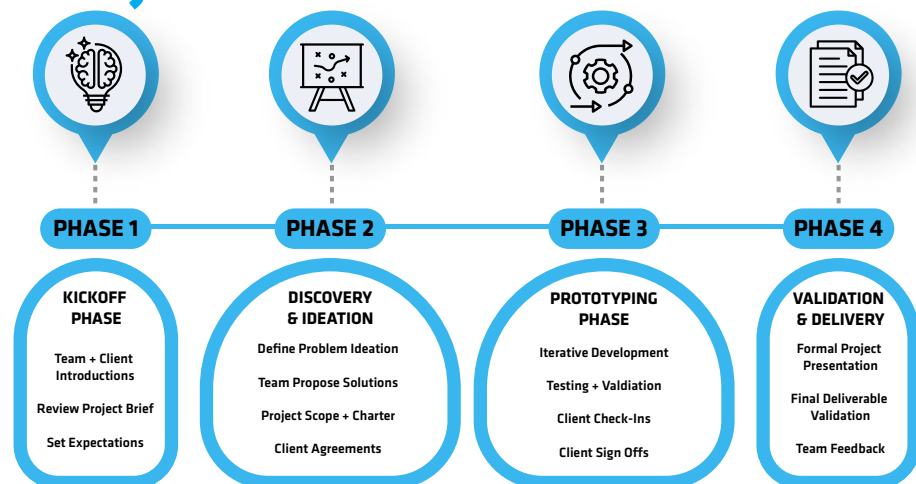 PHASE 1
PHASE 2
PHASE 3
PHASE 4
KICKOFF
PHASE
Team + Client
Introductions
Review Project Brief
Set Expectations
DISCOVERY
& IDEATION
Define Problem Ideation
Team Propose Solutions
Project Scope + Charter
Client Agreements
PROTOTYPING
PHASE
Iterative Development
Testing + Valdiation
Client Check-Ins
Client Sign Offs
VALIDATION
& DELIVERY
Formal Project
Presentation
Final Deliverable
Validation
Team Feedback